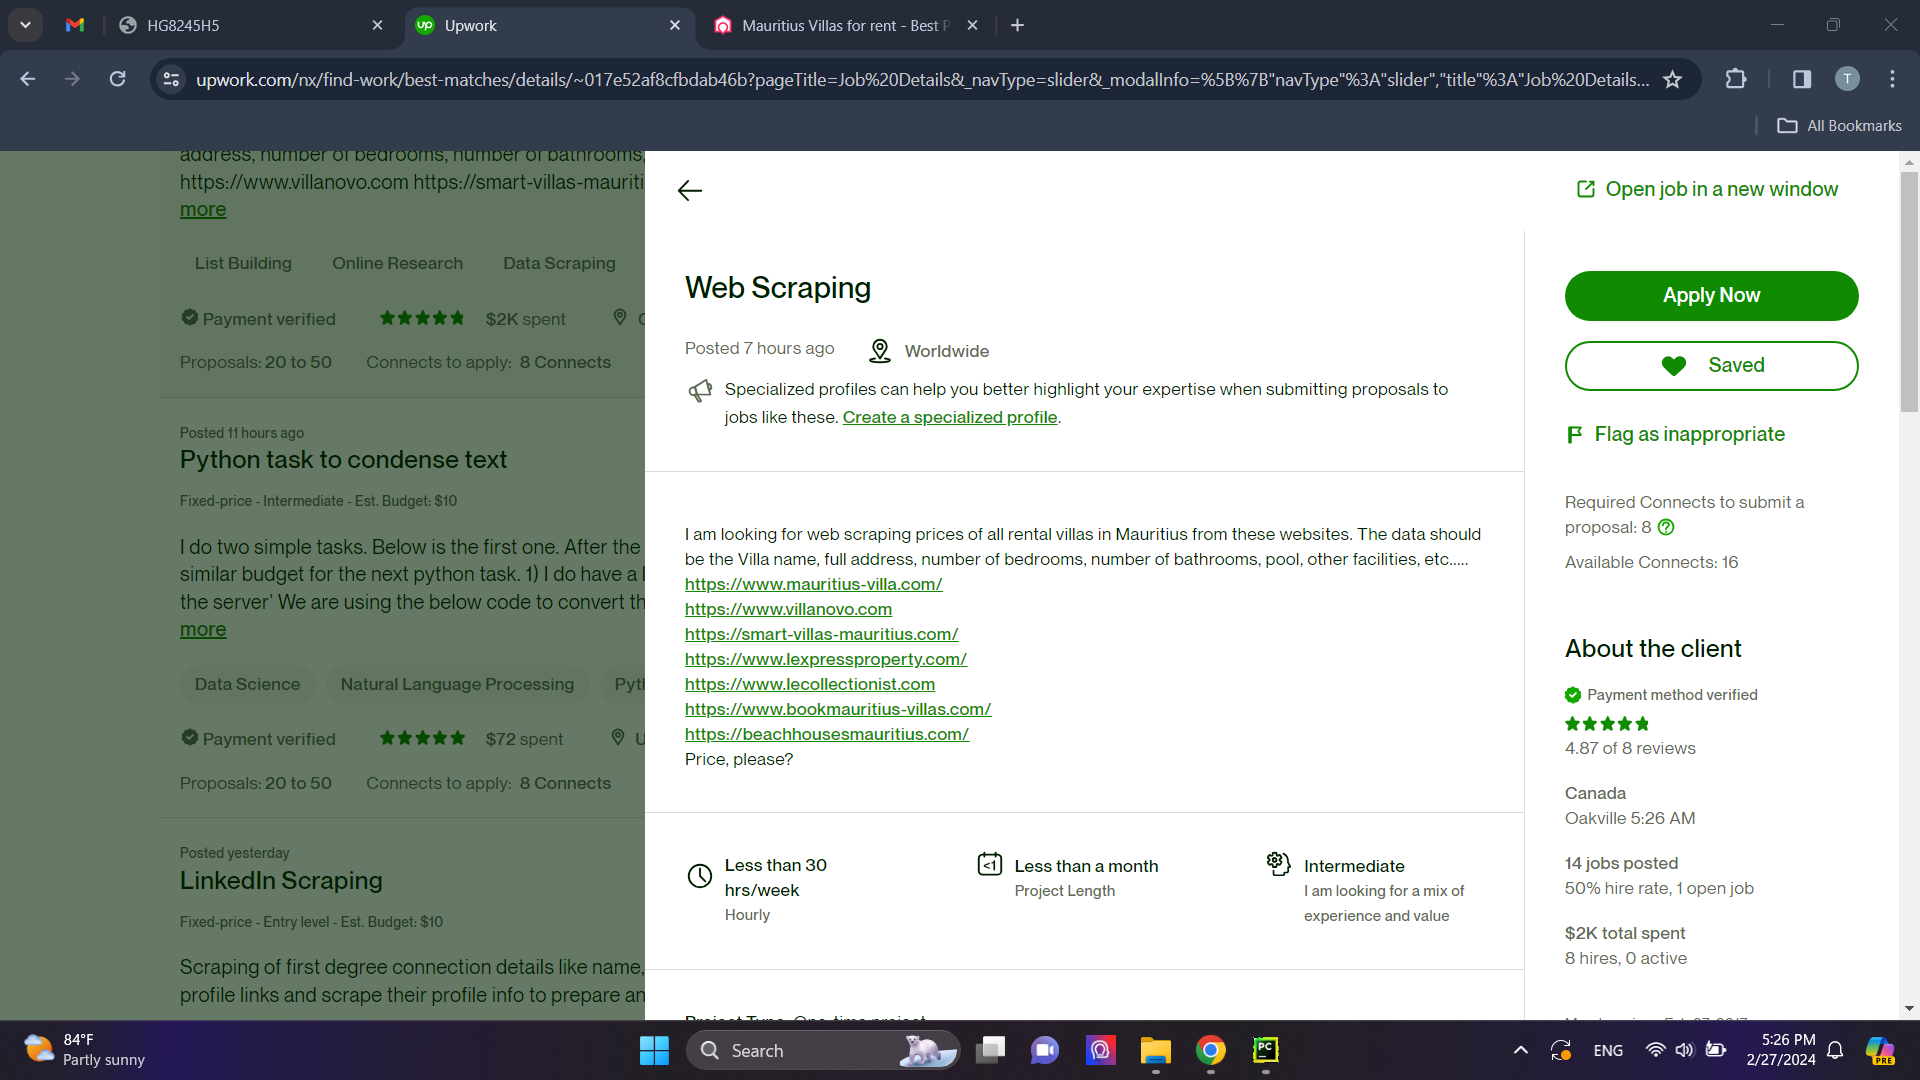 HG8245H5
Upwork
Mauritius Villas for rent - Best P
upwork.com/nx/find-work/best-matches/details/~017e52af8cfbdab46b?pageTitle=Job%20Details&_navType=slider&_modalInfo=%5B%7B"navType"%3A"slider","title"%3A"Job%20Details...
T
All Bookmarks
address, number of bedrooms, number of bathrooms,
https://www.villanovo.com https://smart-villas-mauriti
more
List Building
Online Research
Data Scraping
Payment verified
$2K spent
Proposals: 20 to 50
Connects to apply: 8 Connects
Posted 11 hours ago
Python task to condense text
Fixed-price - Intermediate - Est. Budget: $10
I do two simple tasks. Below is the first one. After the
similar budget for the next python task. 1) I do have a
the server' We are using the below code to convert th
more
Data Science
Natural Language Processing
Pyt
Payment verified
$72 spent
U
Proposals: 20 to 50
Connects to apply: 8 Connects
Posted yesterday
LinkedIn Scraping
Fixed-price - Entry level - Est. Budget: $10
Scraping of first degree connection details like name,
profile links and scrape their profile info to prepare an
Open job in a new window
Web Scraping
Posted 7 hours ago
Worldwide
Specialized profiles can help you better highlight your expertise when submitting proposals to
jobs like these. Create a specialized profile.
I am looking for web scraping prices of all rental villas in Mauritius from these websites. The data should
be the Villa name, full address, number of bedrooms, number of bathrooms, pool, other facilities, etc.....
https://www.mauritius-villa.com/
https://www.villanovo.com
https://smart-villas-mauritius.com/
https://www.lexpressproperty.com/
https://www.lecollectionist.com
https://www.bookmauritius-villas.com/
https://beachhousesmauritius.com/
Price, please?
Less than 30
hrs/week
Hourly
<1
Less than a month
Project Length
Intermediate
I am looking for a mix of
experience and value
Project Type: One-time project
Apply Now
Saved
Flag as inappropriate
Required Connects to submit a
proposal: 8
Available Connects: 16
About the client
Payment method verified
4.87 of 8 reviews
Canada
Oakville 5:26 AM
14 jobs posted
50% hire rate, 1 open job
$2K total spent
8 hires, 0 active
84°F
Partly sunny
Search
PC
ENG
5:26 PM
2/27/2024
PRE